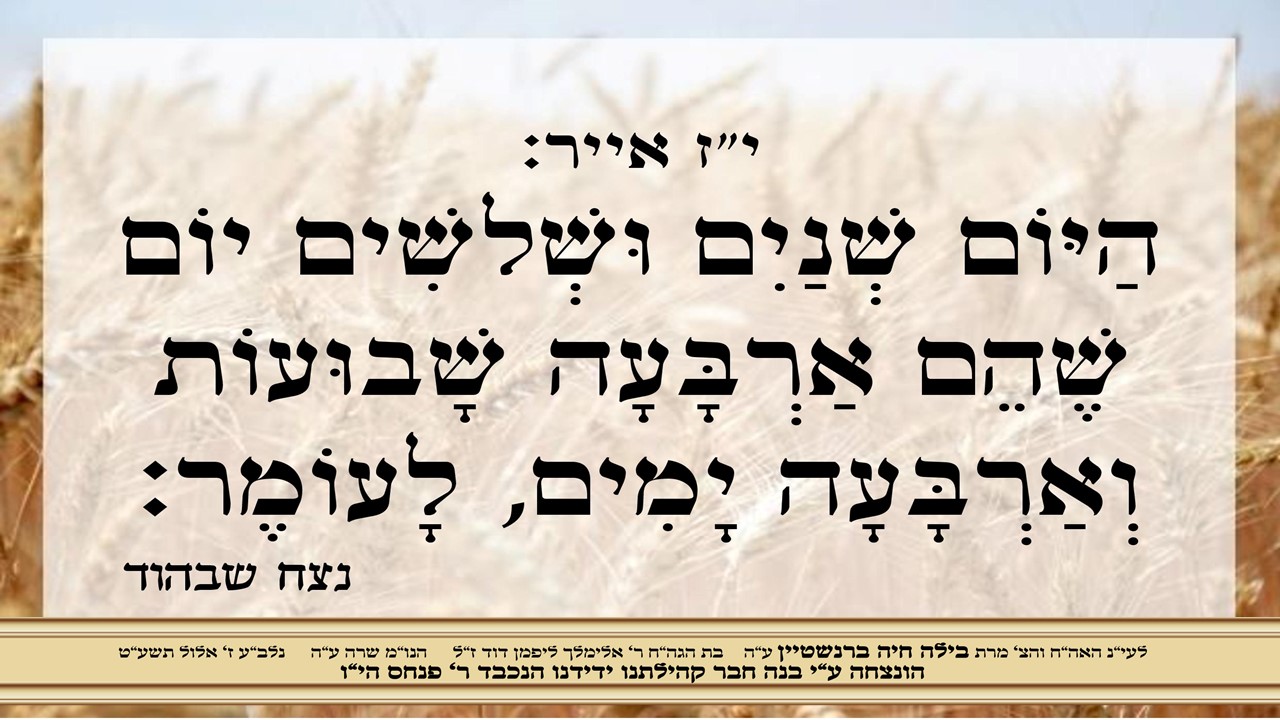 י״ז אייר:
הַיּוֹם שְׁנַיִם וּשְׁלשִׁים יוֹם
שֶׁהֵם אַרְבָּעָה שָׁבוּעוֹת
וְאַרְבָּעָה יָמִים, לָעוֹמֶר:
נצח שבהוד
לעי״נ האה״ח והצ׳ מרת בילה חיה ברנשטיין ע״ה בת הגה״ח ר׳ אלימלך ליפמן דוד ז״ל הנו״מ שרה ע״ה נלב״ע ז׳ אלול תשע״ט
הונצחה ע״י בנה חבר קהילתנו ידידנו הנכבד ר׳ פנחס הי״ו